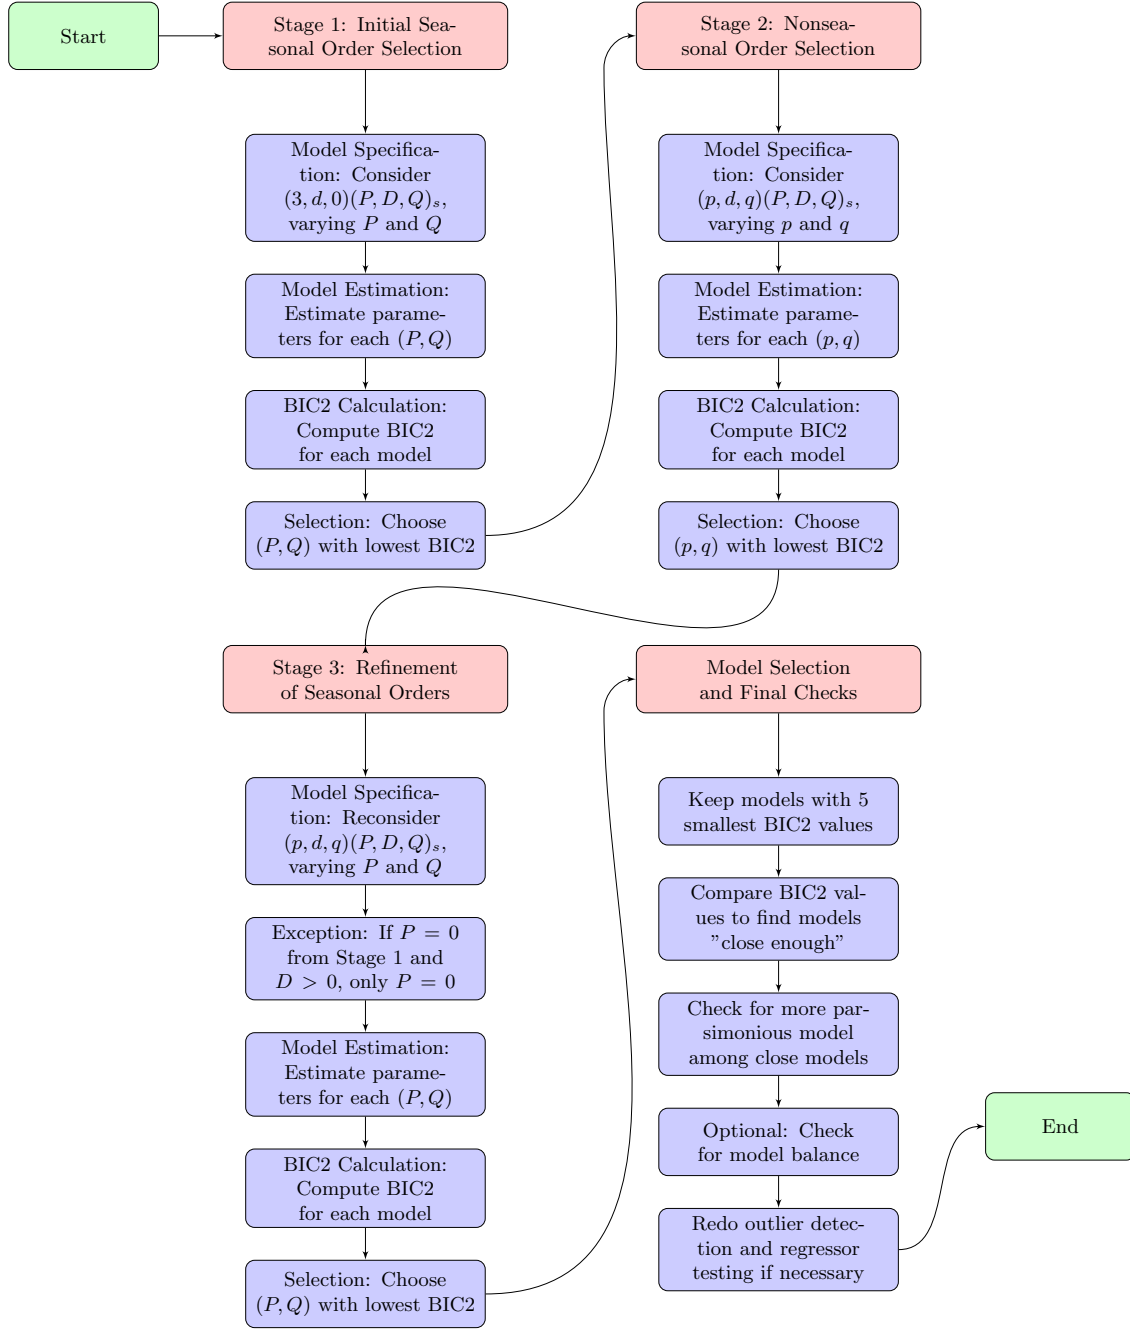 Start
Stage 1: Initial Sea-
sonal Order Selection
Model Specifica-
tion: Consider
(3, d, 0)(P, D, Q)ₛ,
varying P and Q
Model Estimation:
Estimate parame-
ters for each (P, Q)
BIC2 Calculation:
Compute BIC2
for each model
Selection: Choose
(P, Q) with lowest BIC2
Stage 2: Nonsea-
sonal Order Selection
Model Specifica-
tion: Consider
(p, d, q)(P, D, Q)ₛ,
varying p and q
Model Estimation:
Estimate parame-
ters for each (p, q)
BIC2 Calculation:
Compute BIC2
for each model
Selection: Choose
(p, q) with lowest BIC2
Stage 3: Refinement
of Seasonal Orders
Model Specifica-
tion: Reconsider
(p, d, q)(P, D, Q)ₛ,
varying P and Q
Exception: If P = 0
from Stage 1 and
D > 0, only P = 0
Model Estimation:
Estimate parame-
ters for each (P, Q)
BIC2 Calculation:
Compute BIC2
for each model
Selection: Choose
(P, Q) with lowest BIC2
Model Selection
and Final Checks
Keep models with 5
smallest BIC2 values
Compare BIC2 val-
ues to find models
”close enough”
Check for more par-
simonious model
among close models
Optional: Check
for model balance
Redo outlier detec-
tion and regressor
testing if necessary
End